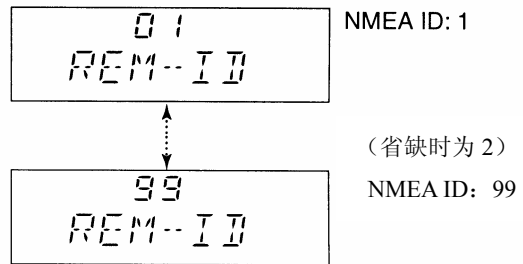 01 NMEA ID: 1
REM--ID
（省缺时为 2）
99 NMEA ID：99
REM--ID